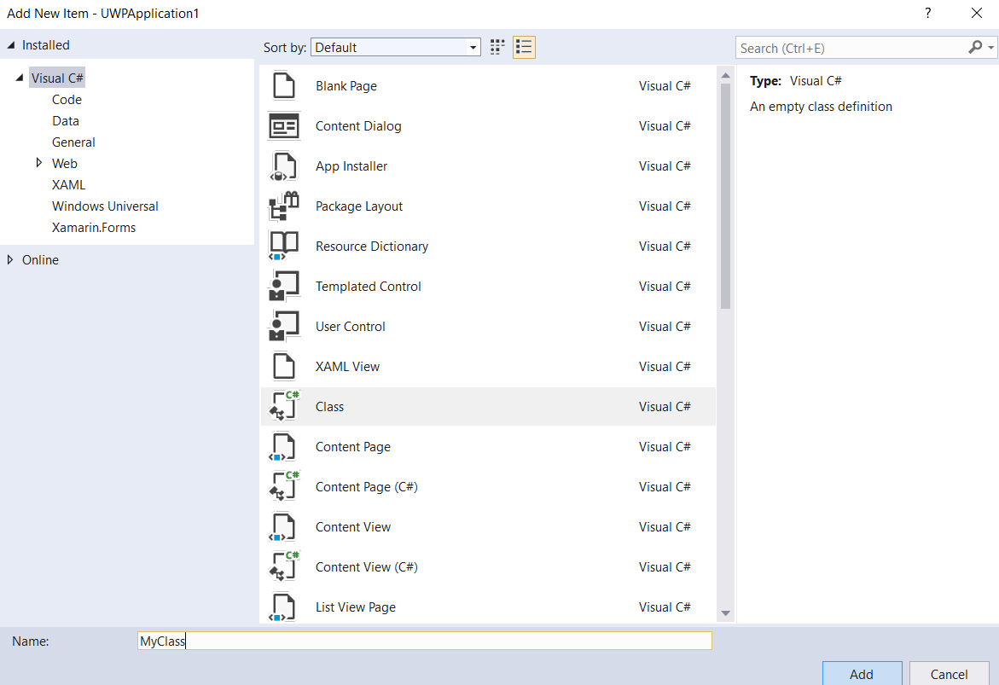 Add New Item - UWPApplication1
?
Installed
Sort by: Default
Search (Ctrl+E)
Visual C#
Code
Data
General
Web
XAML
Windows Universal
Xamarin.Forms
Online
Blank Page Visual C#
Content Dialog Visual C#
App Installer Visual C#
Package Layout Visual C#
Resource Dictionary Visual C#
Templated Control Visual C#
User Control Visual C#
XAML View Visual C#
C#
Class Visual C#
Content Page Visual C#
C#
Content Page (C#) Visual C#
Content View Visual C#
C#
Content View (C#) Visual C#
List View Page Visual C#
Type: Visual C#
An empty class definition
Name: MyClass
Add Cancel